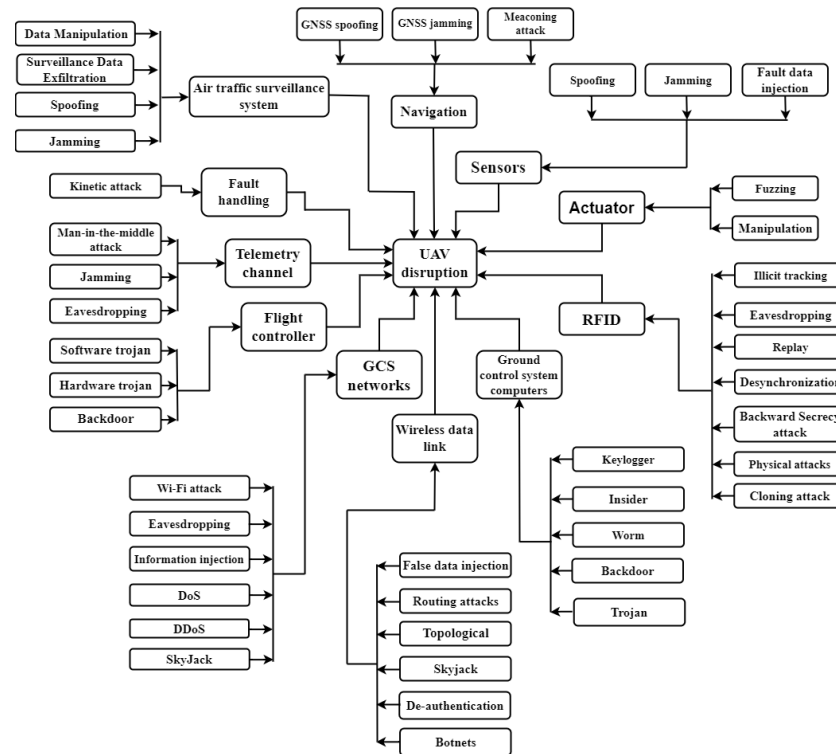 GNSS spoofing
GNSS jamming
Meaconing
attack
Data Manipulation
Surveillance Data
Exfiltration
Spoofing
Jamming
Air traffic surveillance
system
Navigation
Spoofing
Jamming
Fault data
injection
Sensors
Kinetic attack
Fault
handling
Actuator
Fuzzing
Manipulation
Man-in-the-middle
attack
Jamming
Eavesdropping
Telemetry
channel
UAV
disruption
Software trojan
Hardware trojan
Backdoor
Flight
controller
RFID
Illicit tracking
Eavesdropping
Replay
Desynchronization
Backward Secrecy
attack
Physical attacks
Cloning attack
GCS
networks
Ground
control system
computers
Wireless data
link
Wi-Fi attack
Eavesdropping
Information injection
DoS
DDoS
SkyJack
Keylogger
Insider
Worm
Backdoor
Trojan
False data injection
Routing attacks
Topological
Skyjack
De-authentication
Botnets